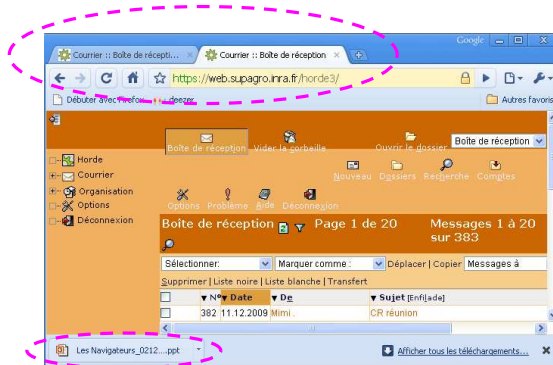 Google
Courrier :: Boîte de récepti... Courrier :: Boîte de réception
https://web.supagro.inra.fr/horde3/
Débuter avec Firefox deezer Autres favoris
Boîte de réception Vider la corbeille Ouvrir le dossier Boîte de réception
Horde
Courrier
Organisation
Options
Déconnexion
Nouveau Dossiers Recherche Comptes
Options Problème Aide Déconnexion
Boîte de réception Page 1 de 20 Messages 1 à 20 sur 383
Sélectionner: Marquer comme : Déplacer | Copier Messages à
Supprimer | Liste noire | Liste blanche | Transfert
N° Date De Sujet [Enfilade]
382 11.12.2009 Mimi . CR réunion
Les Navigateurs_0212....ppt Afficher tous les téléchargements...